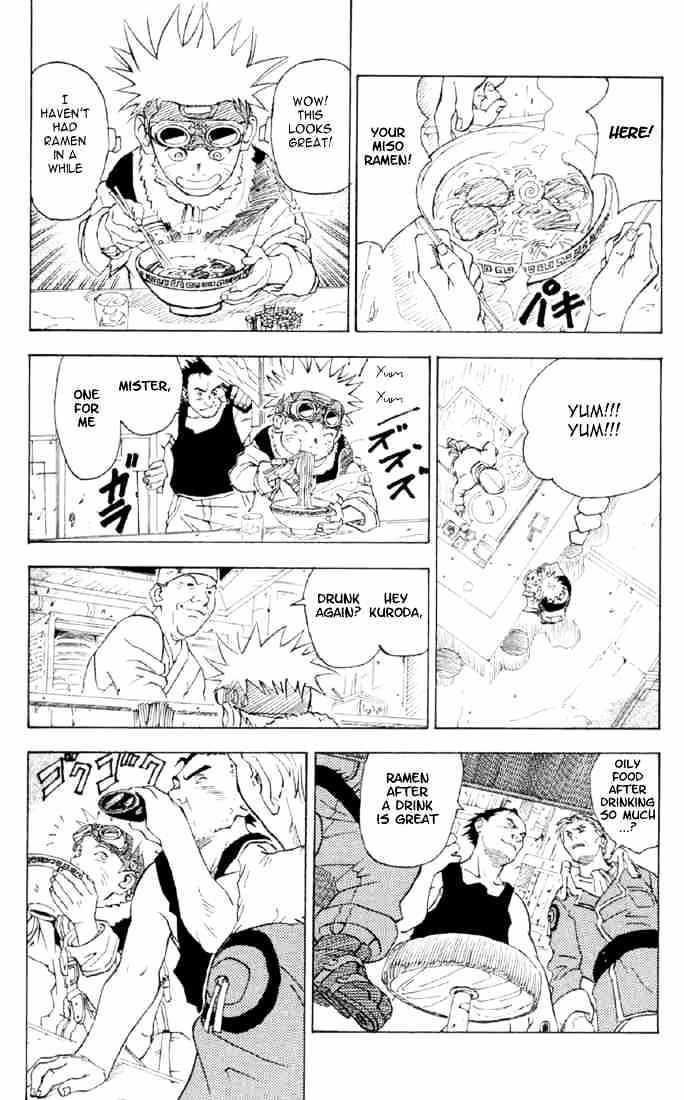 HERE!
YOUR
MISO
RAMEN!
パキ
WOW!
THIS
LOOKS
GREAT!
I
HAVEN'T
HAD
RAMEN
IN A
WHILE
YUM!!!
YUM!!!
Yum
Yum
ズズズー
MISTER,
ONE
FOR
ME
ガラ
HEY
KURODA,
DRUNK
AGAIN?
OILY
FOOD
AFTER
DRINKING
SO MUCH
...?
RAMEN
AFTER
A DRINK
IS GREAT
ゴクゴク